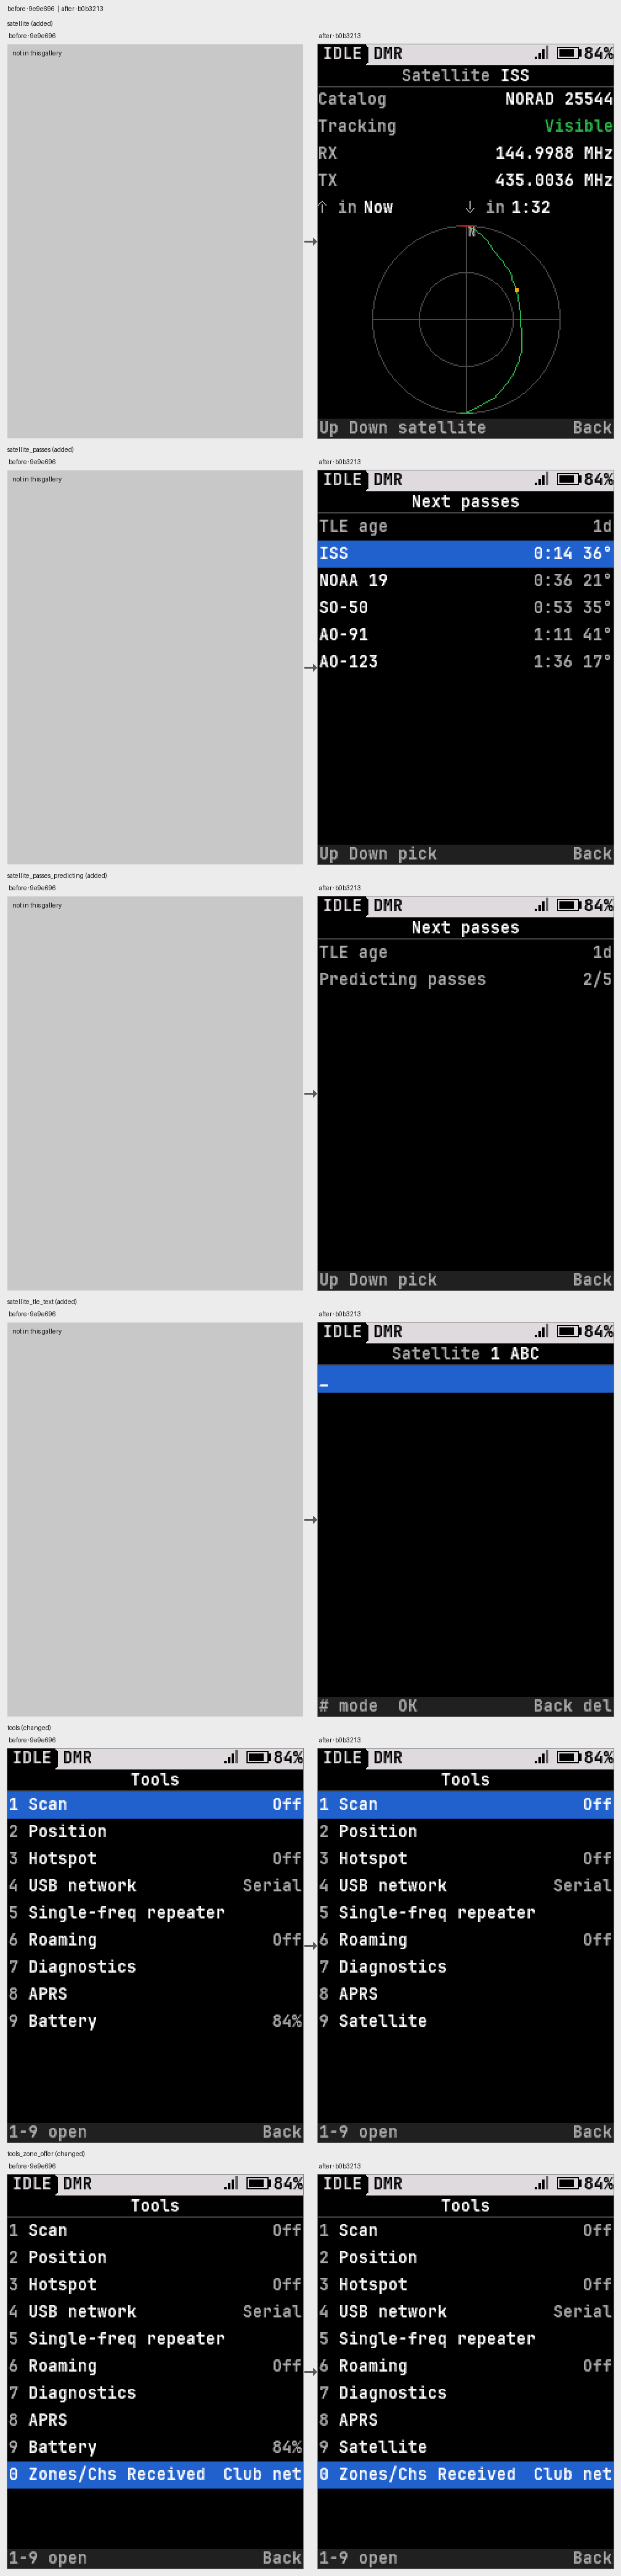 before · 9e9e696 | after · b0b3213
satellite (added)
before · 9e9e696
after · b0b3213
not in this gallery
IDLE DMR 84%
Satellite ISS
Catalog NORAD 25544
Tracking Visible
RX 144.9988 MHz
TX 435.0036 MHz
↑ in Now ↓ in 1:32
N
→
Up Down satellite Back
satellite_passes (added)
before · 9e9e696
after · b0b3213
not in this gallery
IDLE DMR 84%
Next passes
TLE age 1d
ISS 0:14 36°
NOAA 19 0:36 21°
SO-50 0:53 35°
AO-91 1:11 41°
AO-123 1:36 17°
→
Up Down pick Back
satellite_passes_predicting (added)
before · 9e9e696
after · b0b3213
not in this gallery
IDLE DMR 84%
Next passes
TLE age 1d
Predicting passes 2/5
→
Up Down pick Back
satellite_tle_text (added)
before · 9e9e696
after · b0b3213
not in this gallery
IDLE DMR 84%
Satellite 1 ABC
_
→
# mode OK Back del
tools (changed)
before · 9e9e696
after · b0b3213
IDLE DMR 84%
Tools
1 Scan Off
2 Position
3 Hotspot Off
4 USB network Serial
5 Single-freq repeater
6 Roaming Off
7 Diagnostics
8 APRS
9 Battery 84%
1-9 open Back
→
IDLE DMR 84%
Tools
1 Scan Off
2 Position
3 Hotspot Off
4 USB network Serial
5 Single-freq repeater
6 Roaming Off
7 Diagnostics
8 APRS
9 Satellite
1-9 open Back
tools_zone_offer (changed)
before · 9e9e696
after · b0b3213
IDLE DMR 84%
Tools
1 Scan Off
2 Position
3 Hotspot Off
4 USB network Serial
5 Single-freq repeater
6 Roaming Off
7 Diagnostics
8 APRS
9 Battery 84%
0 Zones/Chs Received Club net
1-9 open Back
→
IDLE DMR 84%
Tools
1 Scan Off
2 Position
3 Hotspot Off
4 USB network Serial
5 Single-freq repeater
6 Roaming Off
7 Diagnostics
8 APRS
9 Satellite
0 Zones/Chs Received Club net
1-9 open Back